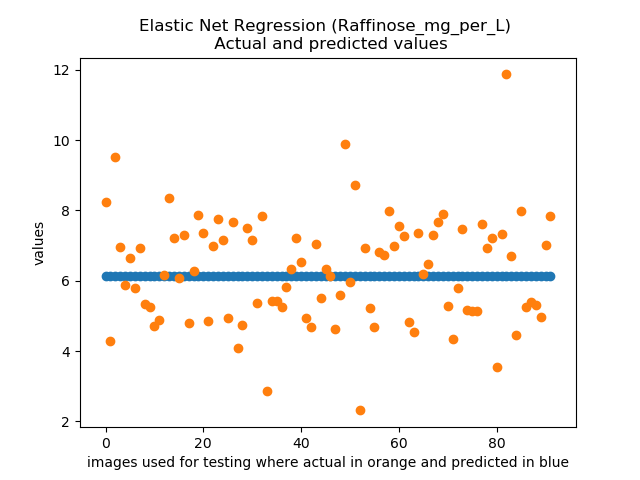 Elastic Net Regression (Raffinose_mg_per_L)
Actual and predicted values
12
10
8
6
4
2
values
0 20 40 60 80
images used for testing where actual in orange and predicted in blue